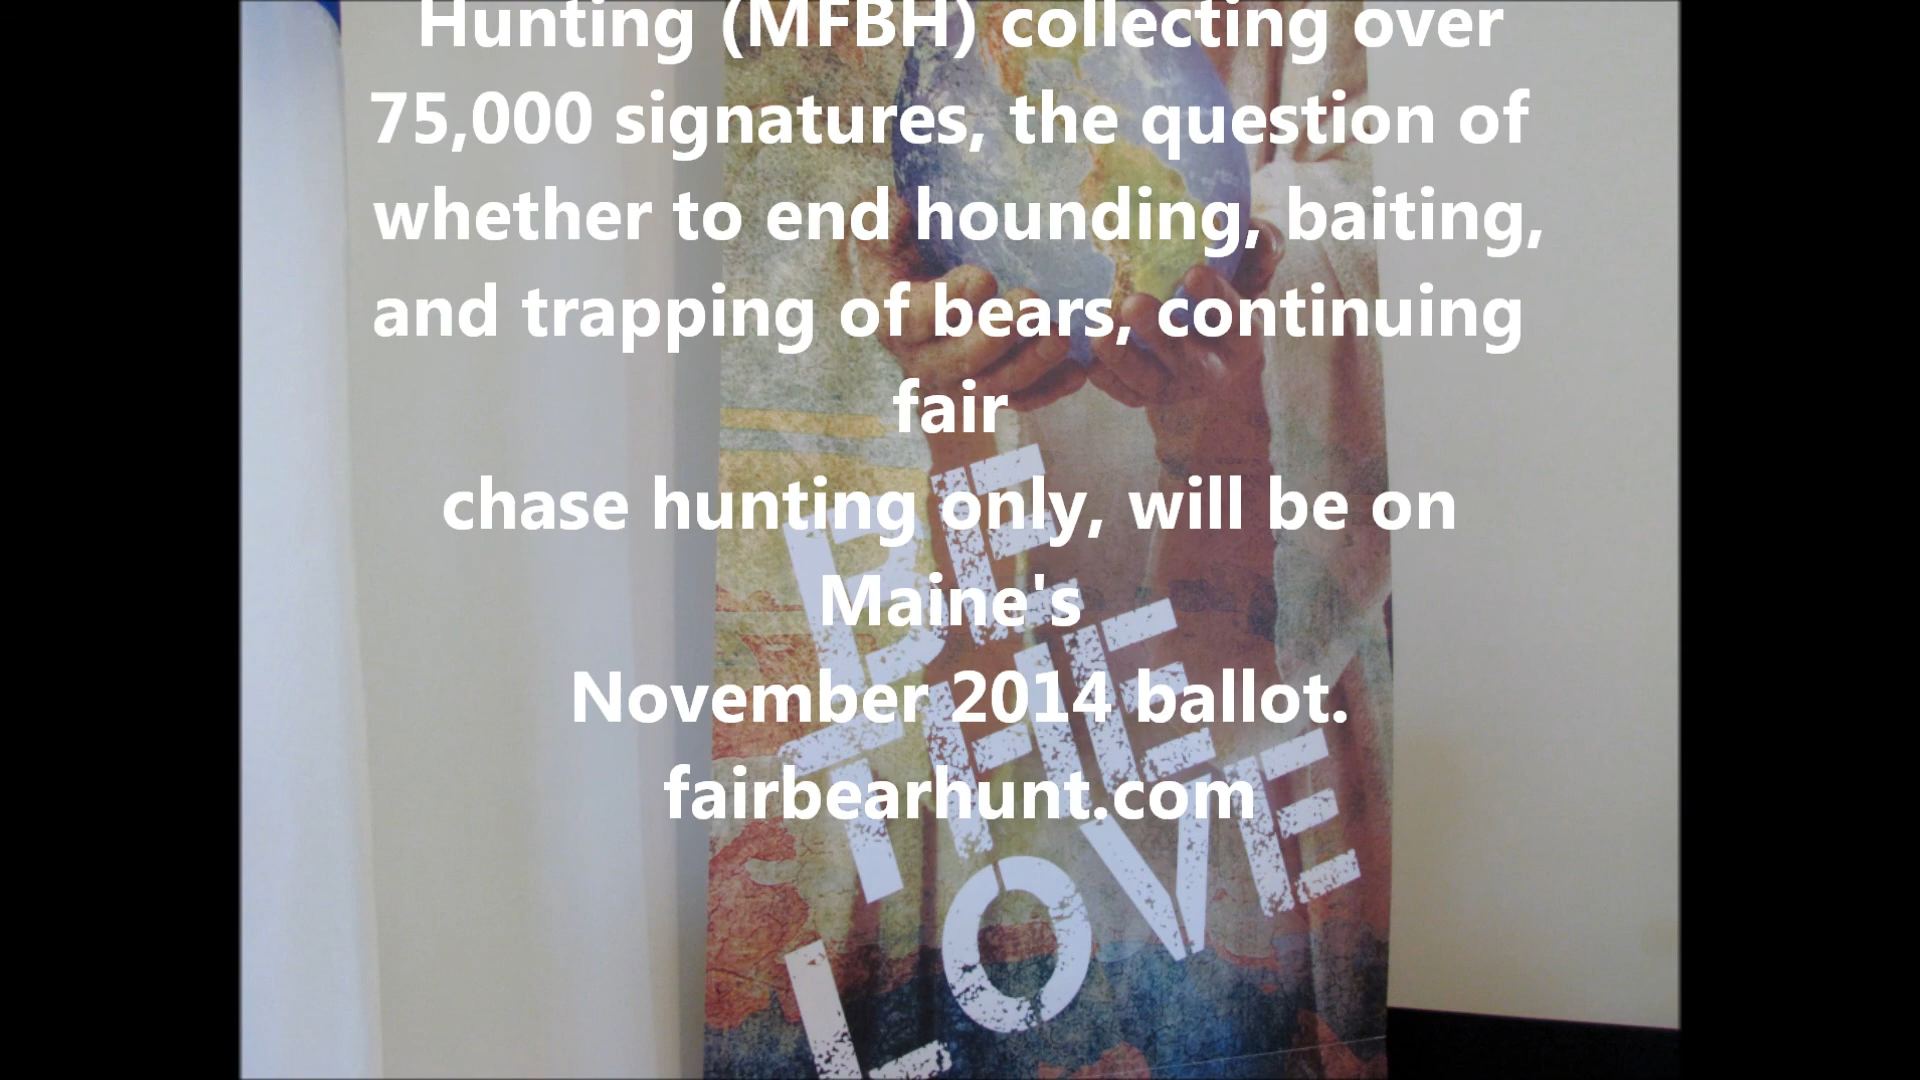 Hunting (MFBH) collecting over
75,000 signatures, the question of
whether to end hounding, baiting,
and trapping of bears, continuing
fair
chase hunting only, will be on
Maine's
November 2014 ballot.
fairbearhunt.com
BE
THE
LOVE